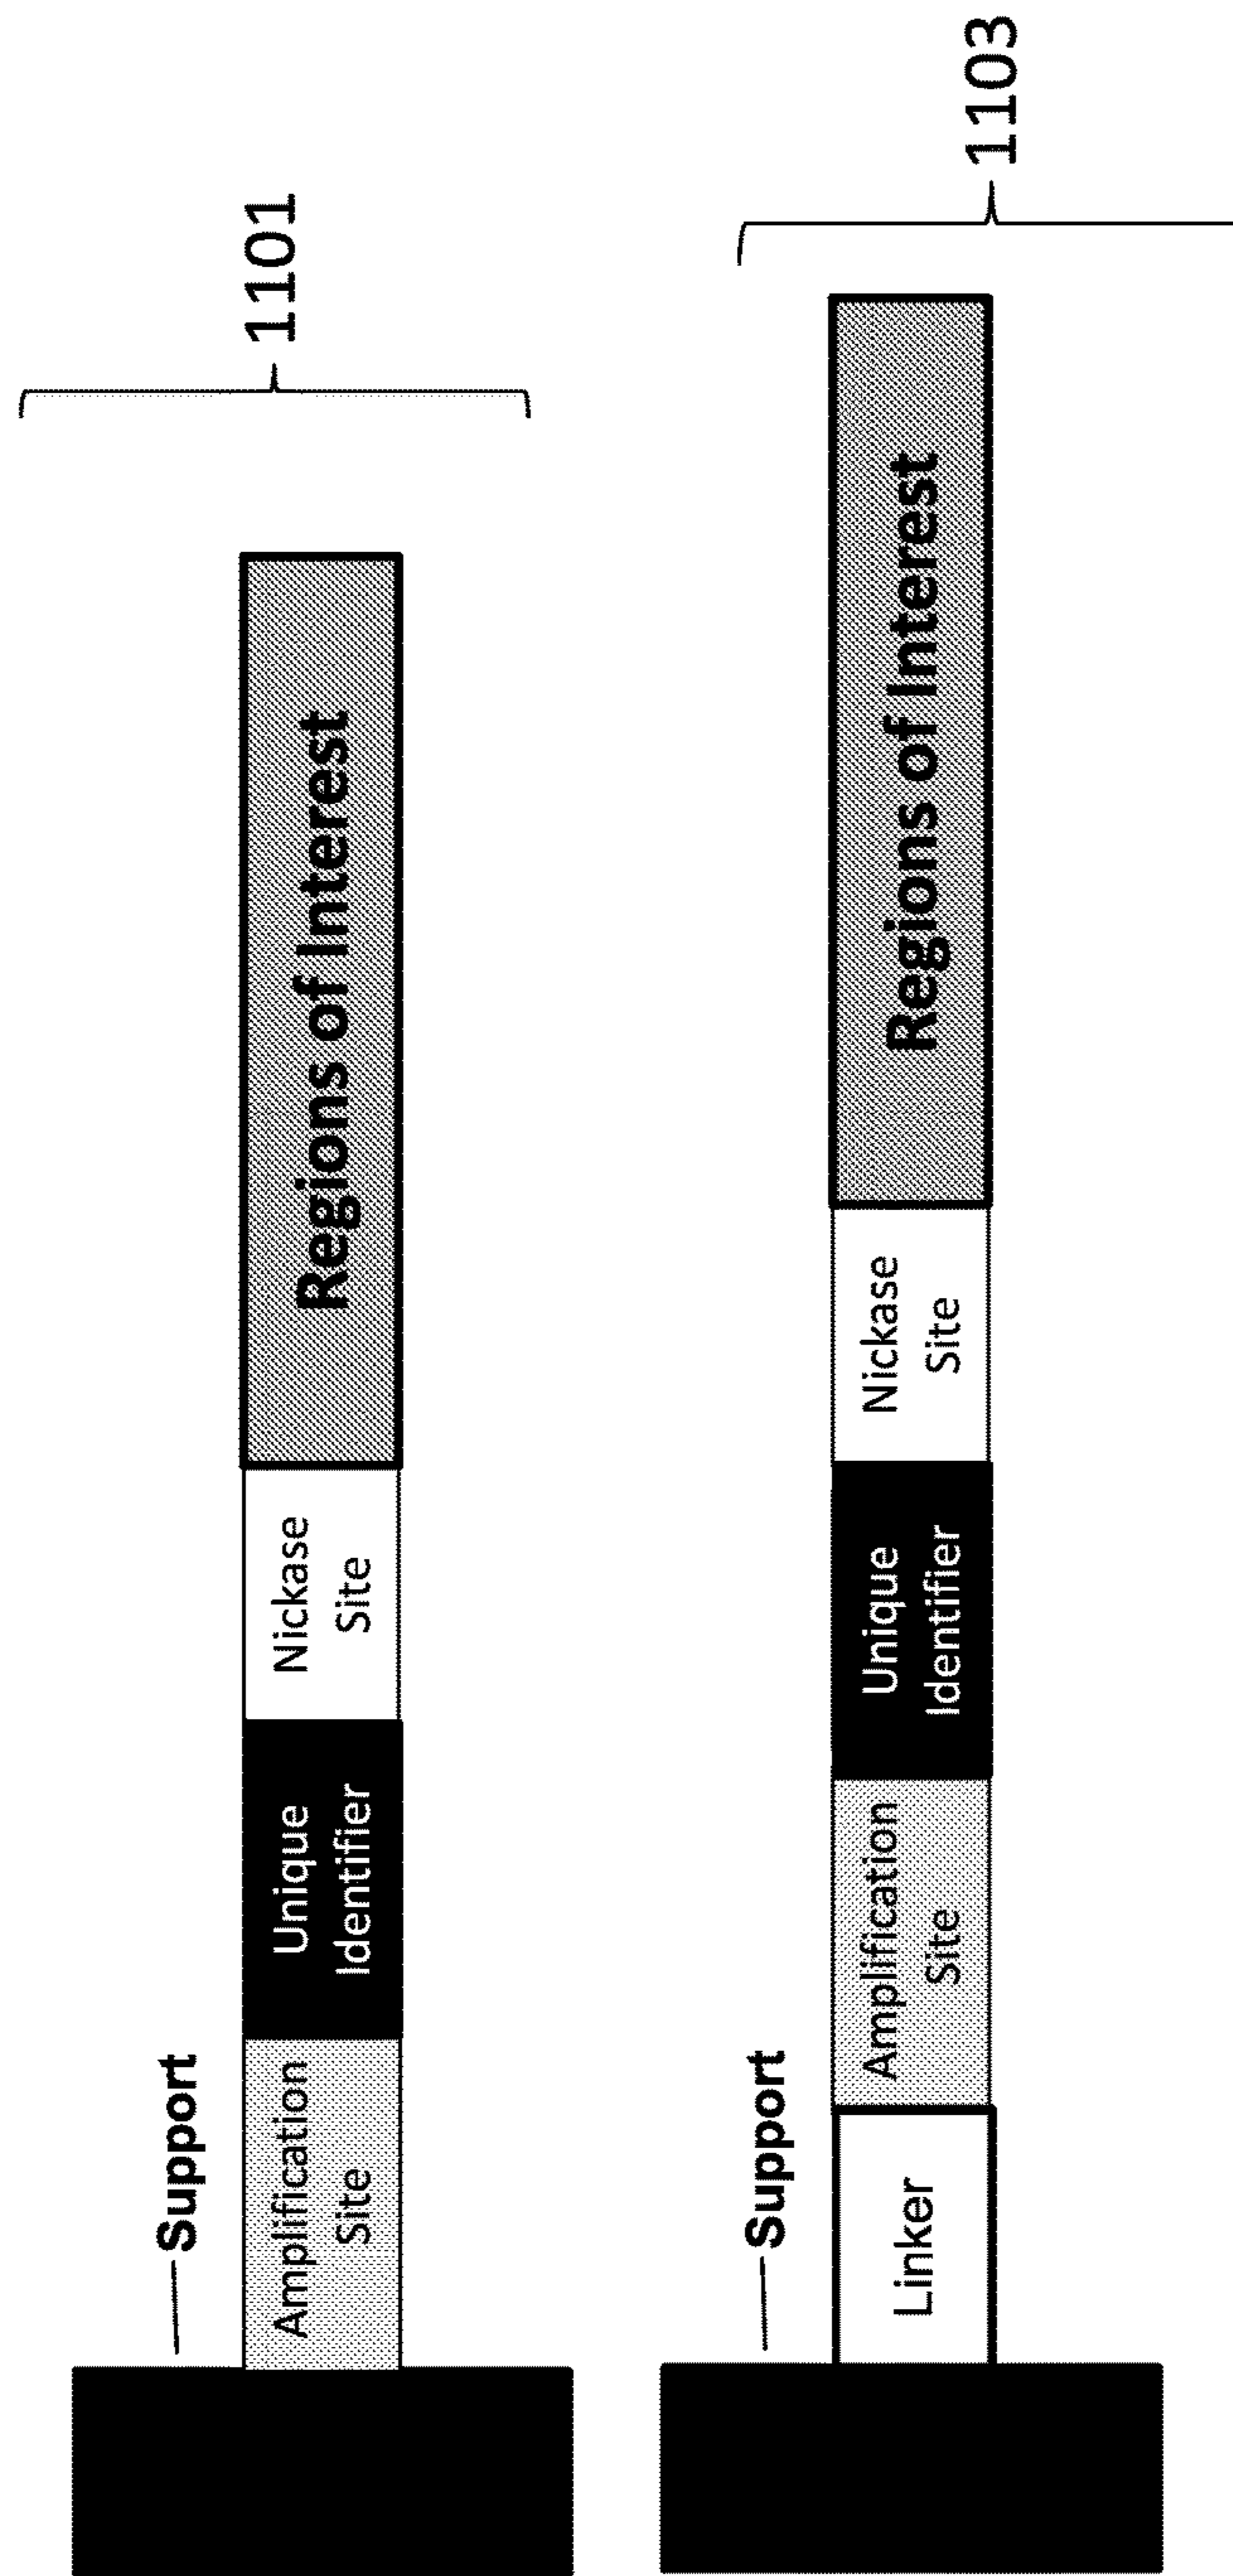 Support
Amplification
Site
Unique
Identifier
Nickase
Site
Regions of Interest
1101
Support
Linker
Amplification
Site
Unique
Identifier
Nickase
Site
Regions of Interest
1103